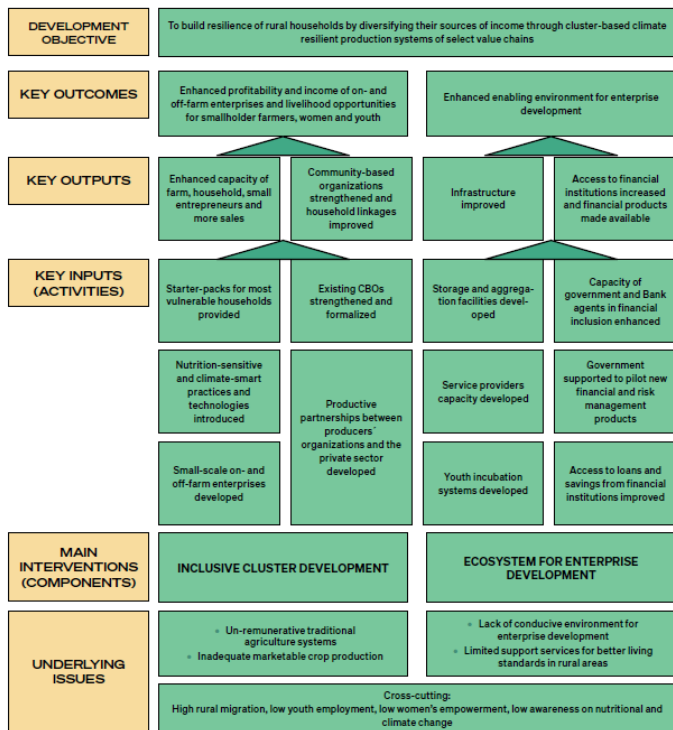 DEVELOPMENT
OBJECTIVE
To build resilience of rural households by diversifying their sources of income through cluster-based climate
resilient production systems of select value chains
KEY OUTCOMES
Enhanced profitability and income of on- and
off-farm enterprises and livelihood opportunities
for smallholder farmers, women and youth
Enhanced enabling environment for enterprise
development
KEY OUTPUTS
Enhanced capacity of
farm, household, small
entrepreneurs and
more sales
Community-based
organizations
strengthened and
household linkages
improved
Infrastructure
improved
Access to financial
institutions increased
and financial products
made available
KEY INPUTS
(ACTIVITIES)
Starter-packs for most
vulnerable households
provided
Existing CBOs
strengthened and
formalized
Storage and aggrega-
tion facilities devel-
oped
Capacity of
government and Bank
agents in financial
inclusion enhanced
Nutrition-sensitive
and climate-smart
practices and
technologies
introduced
Productive
partnerships between
producers´
organizations and the
private sector
developed
Service providers
capacity developed
Government
supported to pilot new
financial and risk
management
products
Small-scale on- and
off-farm enterprises
developed
Youth incubation
systems developed
Access to loans and
savings from financial
institutions improved
MAIN
INTERVENTIONS
(COMPONENTS)
INCLUSIVE CLUSTER DEVELOPMENT
ECOSYSTEM FOR ENTERPRISE
DEVELOPMENT
UNDERLYING
ISSUES
• Un-remunerative traditional
agriculture systems
• Inadequate marketable crop production
• Lack of conducive environment for
enterprise development
• Limited support services for better living
standards in rural areas
Cross-cutting:
High rural migration, low youth employment, low women's empowerment, low awareness on nutritional and
climate change